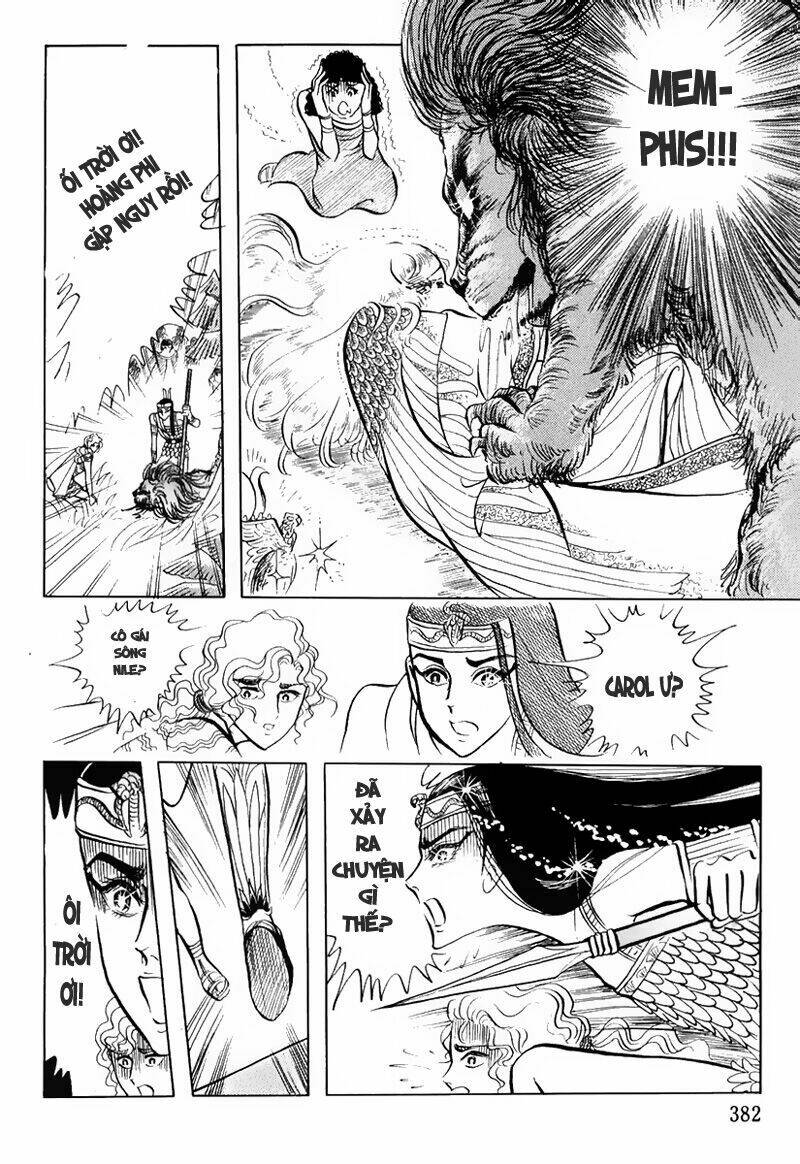 MEM-
PHIS!!!
ỐI TRỜI ƠI!!
HOÀNG PHI
GẶP NGUY RỒI!
CAROL Ư?
CÔ GÁI
SÔNG
NILE?
ĐÃ
XẢY
RA
CHUYỆN
GÌ
THẾ?
ÔI
TRỜI
ƠI!
382